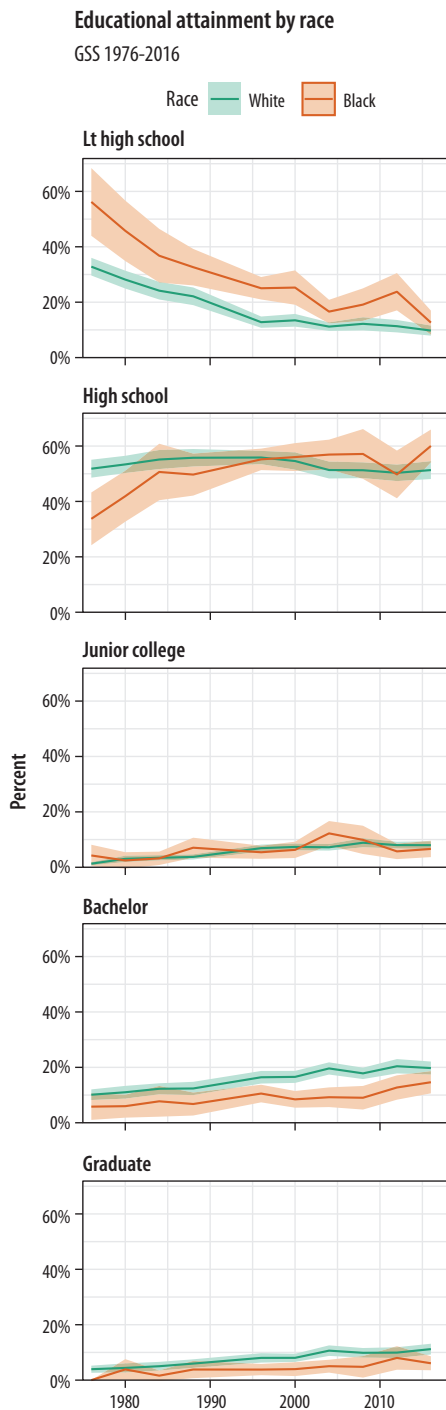 Educational attainment by race
GSS 1976-2016
Race White Black
Lt high school
60%
40%
20%
0%
High school
60%
40%
20%
0%
Junior college
60%
40%
20%
0%
Percent
Bachelor
60%
40%
20%
0%
Graduate
60%
40%
20%
0%
1980 1990 2000 2010